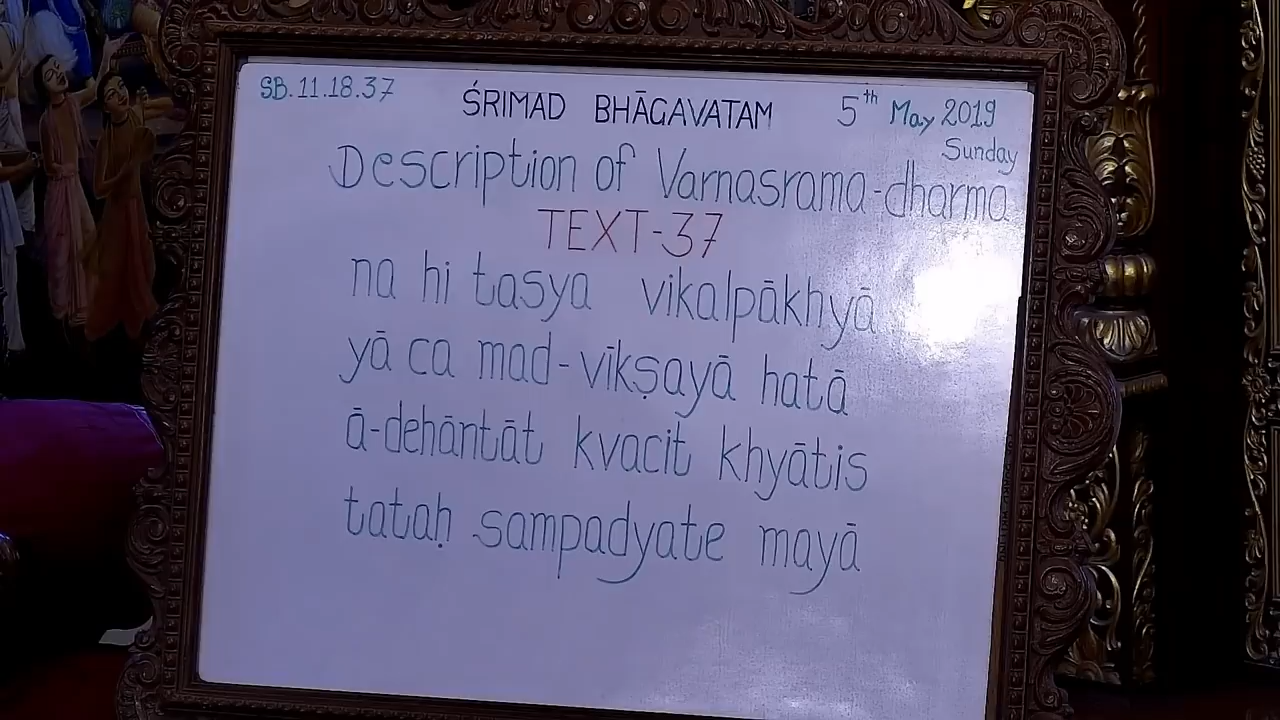 SB.11.18.37
ŚRIMAD BHĀGAVATAM
5th May 2019
Sunday
Description of Varnasrama-dharma
TEXT-37
na hi tasya vikalpākhyā
yā ca mad-vīkṣayā hatā
ā-dehāntāt kvacit khyātis
tataḥ sampadyate mayā